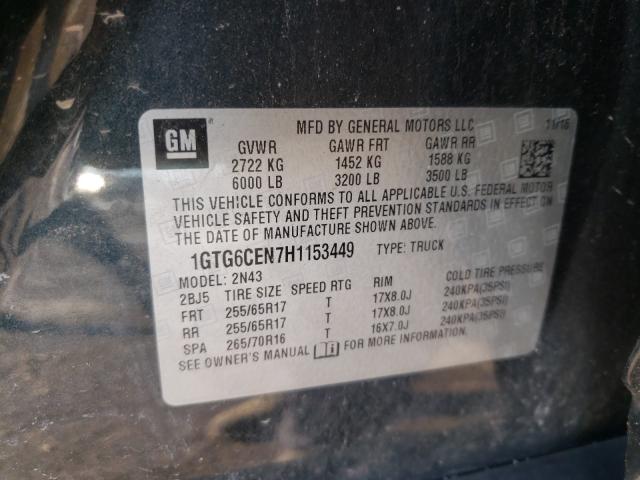 GM
MFD BY GENERAL MOTORS LLC 11/16
GVWR GAWR FRT GAWR RR
2722 KG 1452 KG 1588 KG
6000 LB 3200 LB 3500 LB
THIS VEHICLE CONFORMS TO ALL APPLICABLE U.S. FEDERAL MOTOR
VEHICLE SAFETY AND THEFT PREVENTION STANDARDS IN EFFECT ON
THE DATE OF MANUFACTURE SHOWN ABOVE.
1GTG6CEN7H1153449 TYPE: TRUCK
MODEL: 2N43
2BJ5 TIRE SIZE SPEED RTG RIM COLD TIRE PRESSURE
FRT 255/65R17 T 17X8.0J 240KPA(35PSI)
RR 255/65R17 T 17X8.0J 240KPA(35PSI)
SPA 265/70R16 T 16X7.0J 240KPA(35PSI)
SEE OWNER'S MANUAL FOR MORE INFORMATION.